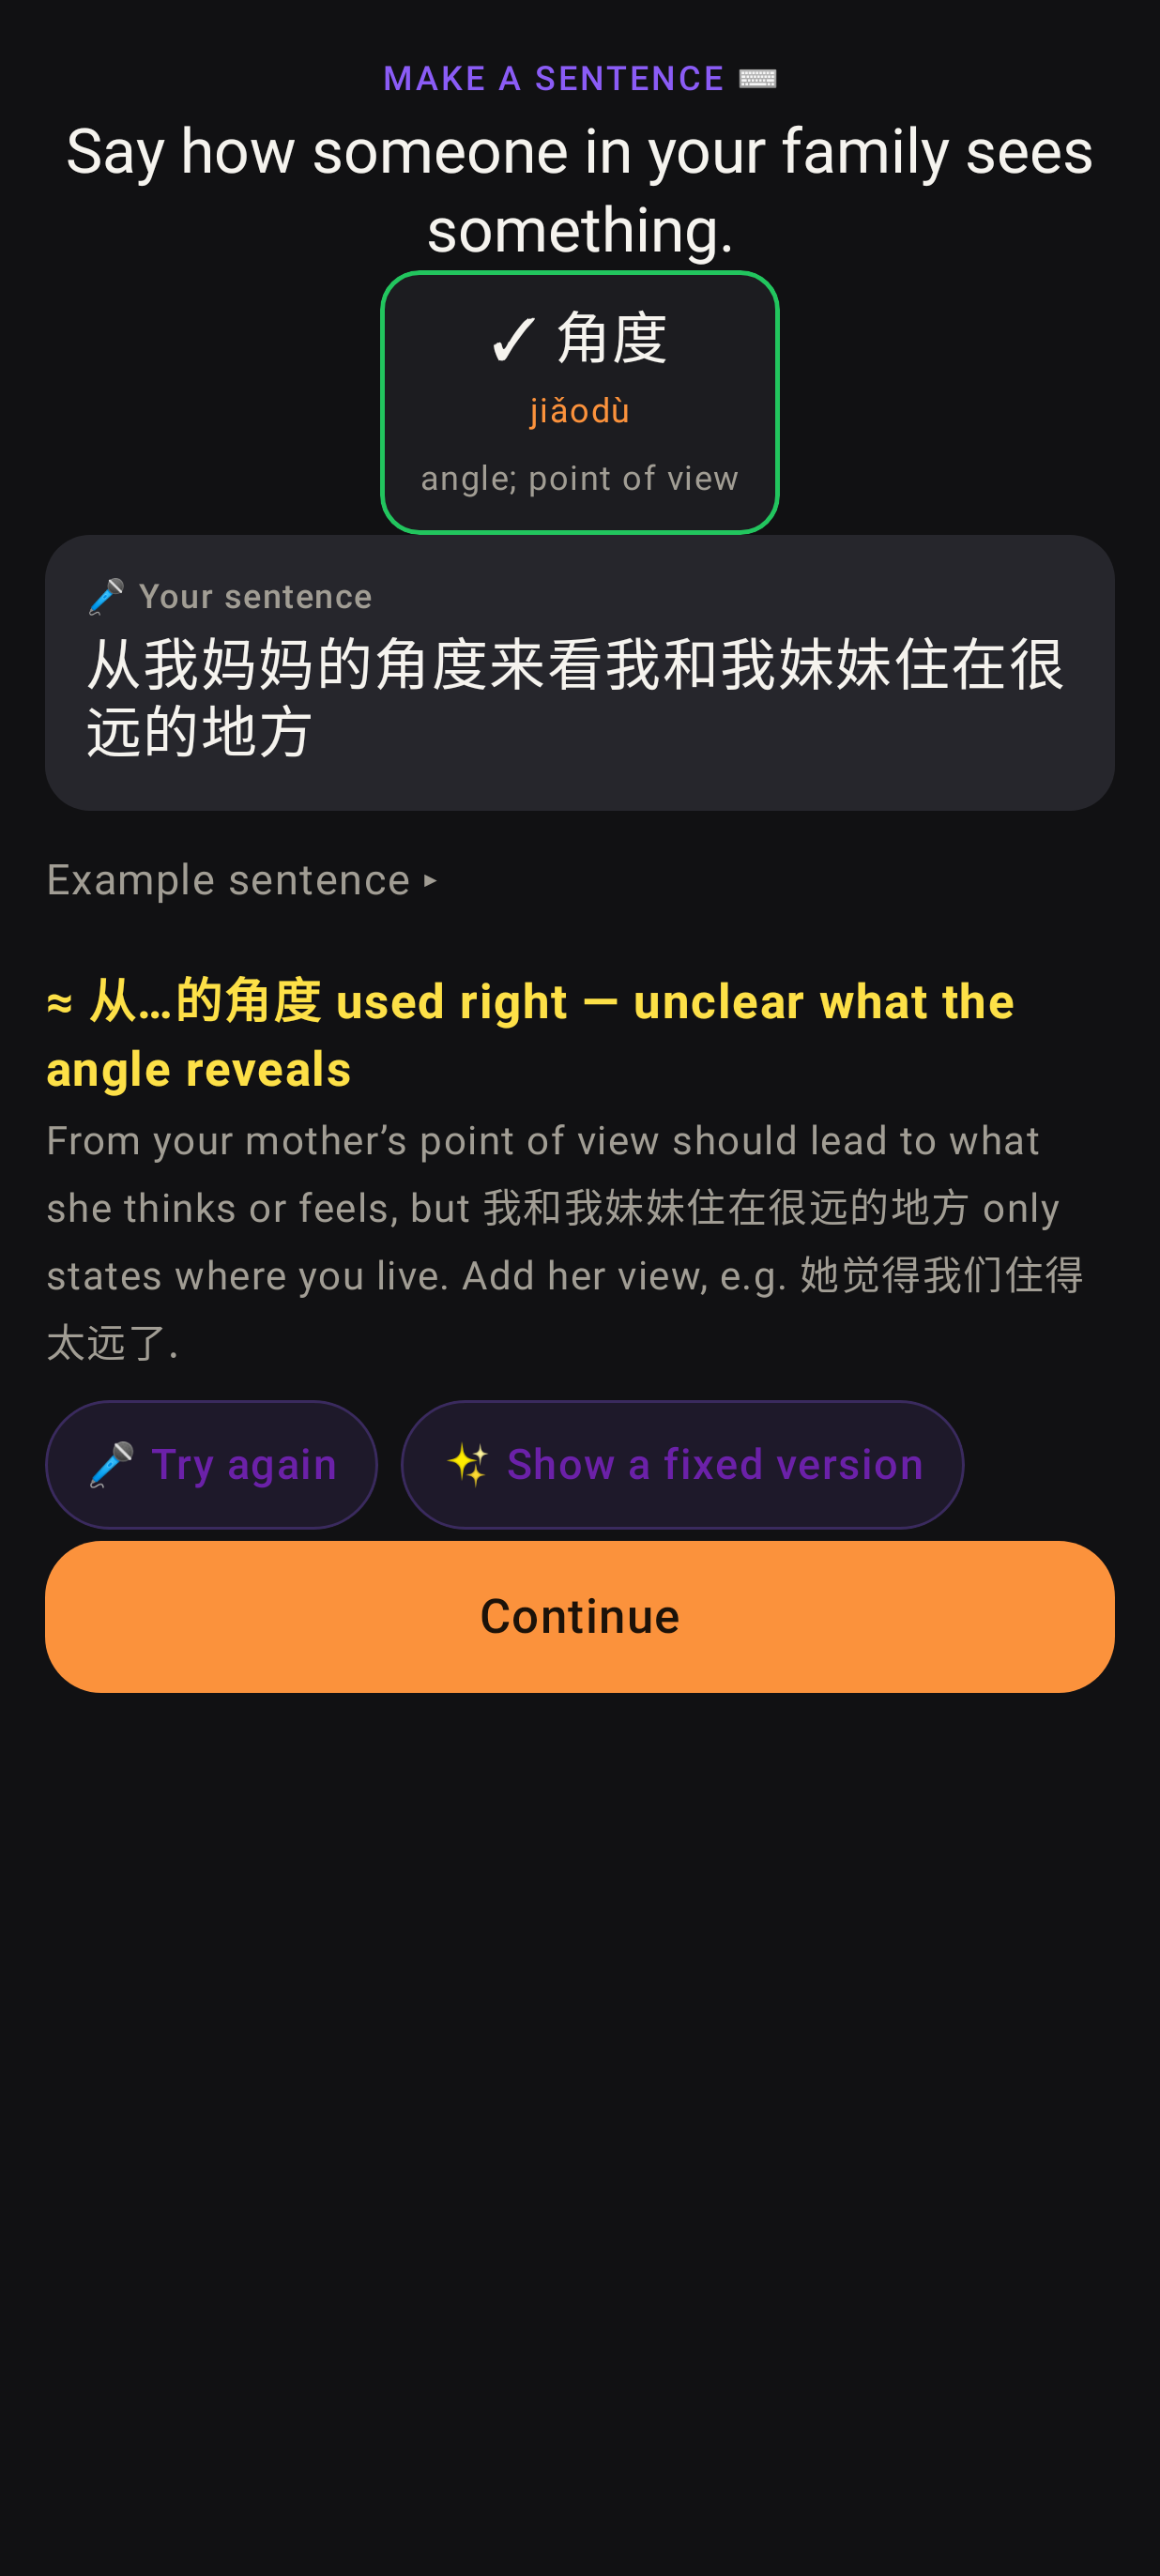 MAKE A SENTENCE ⌨
Say how someone in your family sees
something.
✓ 角度
jiǎodù
angle; point of view
🎤 Your sentence
从我妈妈的角度来看我和我妹妹住在很
远的地方
Example sentence ▸
≈ 从…的角度 used right — unclear what the
angle reveals
From your mother’s point of view should lead to what
she thinks or feels, but 我和我妹妹住在很远的地方 only
states where you live. Add her view, e.g. 她觉得我们住得
太远了.
🎤 Try again
✨ Show a fixed version
Continue